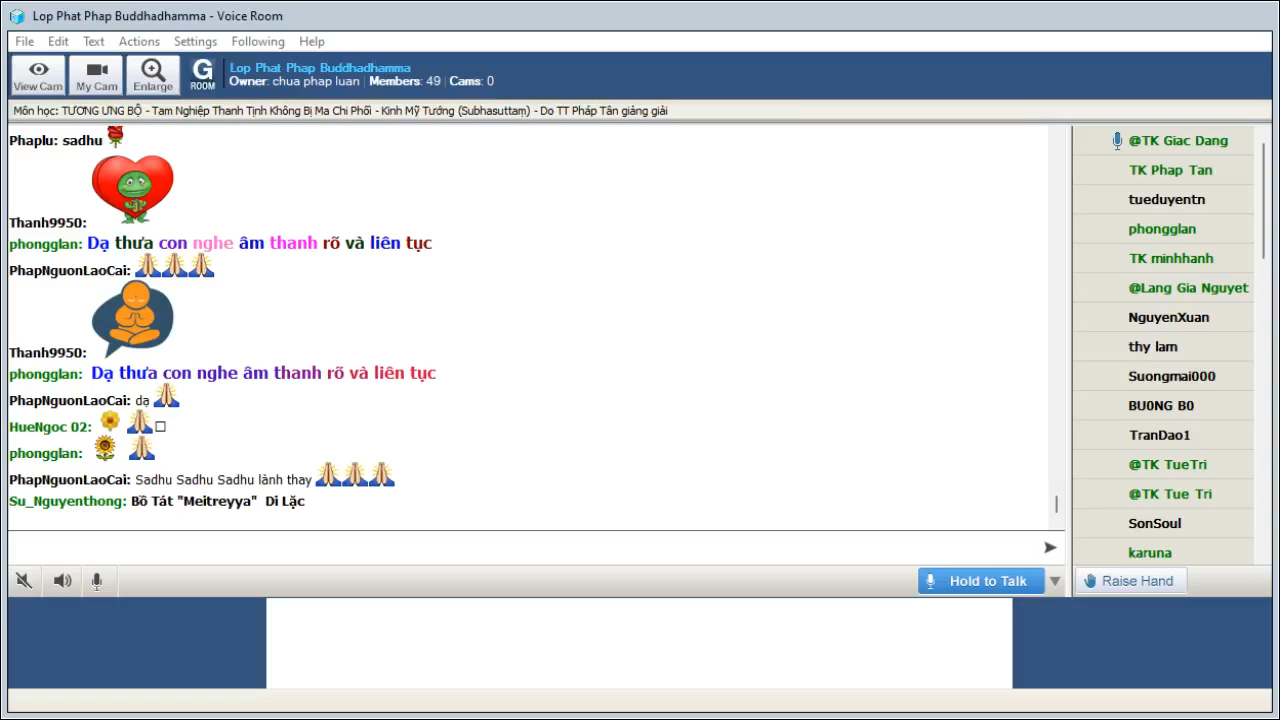 Lop Phat Phap Buddhadhamma - Voice Room
File Edit Text Actions Settings Following Help
View Cam My Cam Enlarge G ROOM
Lop Phat Phap Buddhadhamma
Owner: chua phap luan Members: 49 Cams: 0
Môn học: TƯƠNG ƯNG BỘ - Tam Nghiệp Thanh Tịnh Không Bị Ma Chi Phối - Kinh Mỹ Tướng (Subhasuttaṃ) - Do TT Pháp Tân giảng giải
Phaplu: sadhu
Thanh9950:
phongglan: Dạ thưa con nghe âm thanh rõ và liên tục
PhapNguonLaoCai:
Thanh9950:
phongglan: Dạ thưa con nghe âm thanh rõ và liên tục
PhapNguonLaoCai: dạ
HueNgoc 02:
phongglan:
PhapNguonLaoCai: Sadhu Sadhu Sadhu lành thay
Su_Nguyenthong: Bồ Tát "Meitreyya" Di Lặc
@TK Giac Dang
TK Phap Tan
tueduyentn
phongglan
TK minhhanh
@Lang Gia Nguyet
NguyenXuan
thy lam
Suongmai000
BU0NG B0
TranDao1
@TK TueTri
@TK Tue Tri
SonSoul
karuna
Hold to Talk
Raise Hand